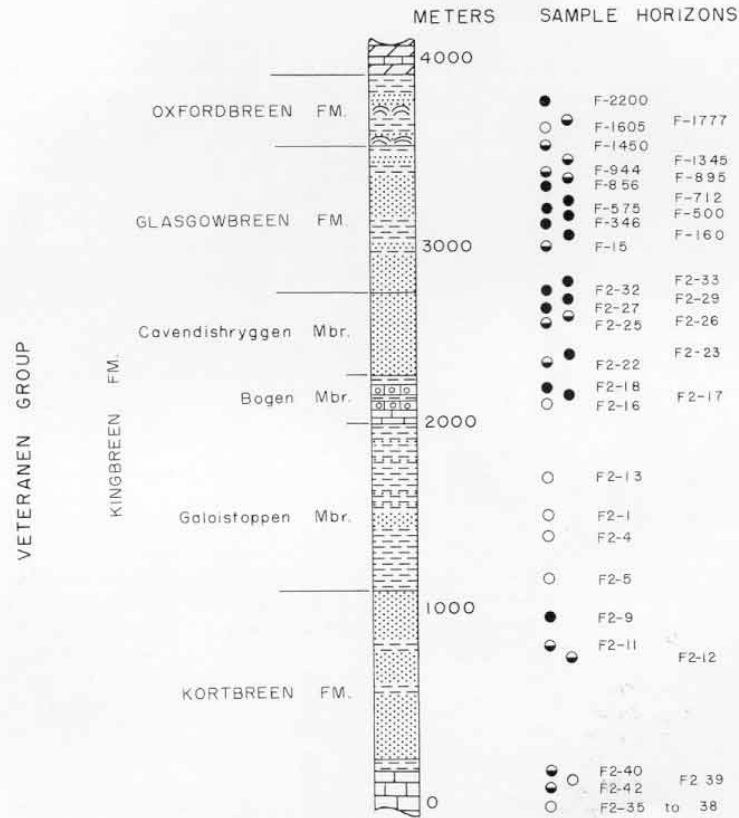 METERS SAMPLE HORIZONS
4000
F-2200
OXFORDBREEN FM.
F-1777
F-1605
F-1450
F-1345
F-944
F-895
F-856
F-712
F-575
F-500
GLASGOWBREEN FM.
F-346
F-160
3000
F-15
F2-33
F2-32
F2-29
F2-27
F2-26
Cavendishryggen Mbr.
F2-25
F2-23
F2-22
F2-18
Bogen Mbr.
F2-17
F2-16
2000
VETERANEN GROUP
KINGBREEN FM.
F2-13
Galoistoppen Mbr.
F2-1
F2-4
F2-5
1000
F2-9
F2-11
F2-12
KORTBREEN FM.
F2-40
F2 39
F2-42
0
F2-35 to 38